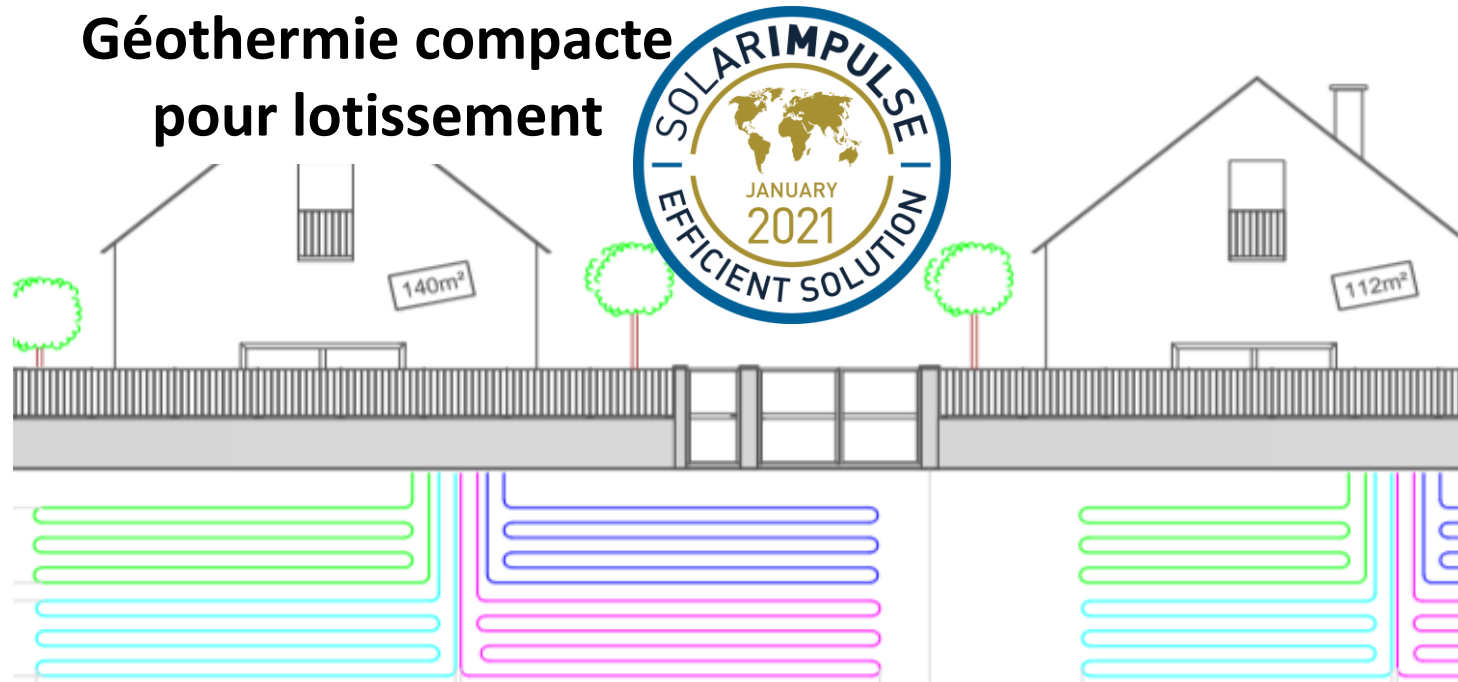 Géothermie compacte
pour lotissement
SOLARIMPULSE
JANUARY
2021
EFFICIENT SOLUTION
140m²
112m²